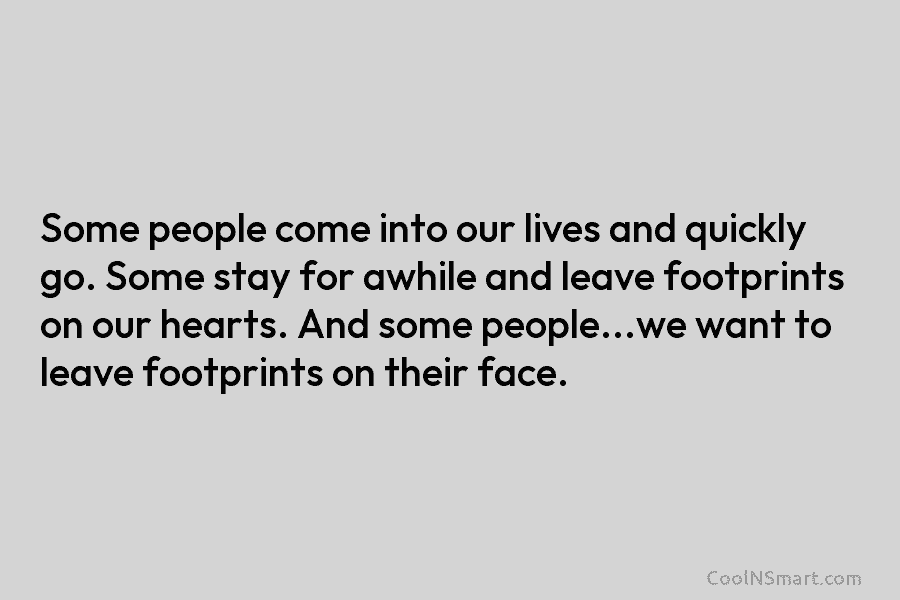 Some people come into our lives and quickly
go. Some stay for awhile and leave footprints
on our hearts. And some people...we want to
leave footprints on their face.
CoolNSmart.com